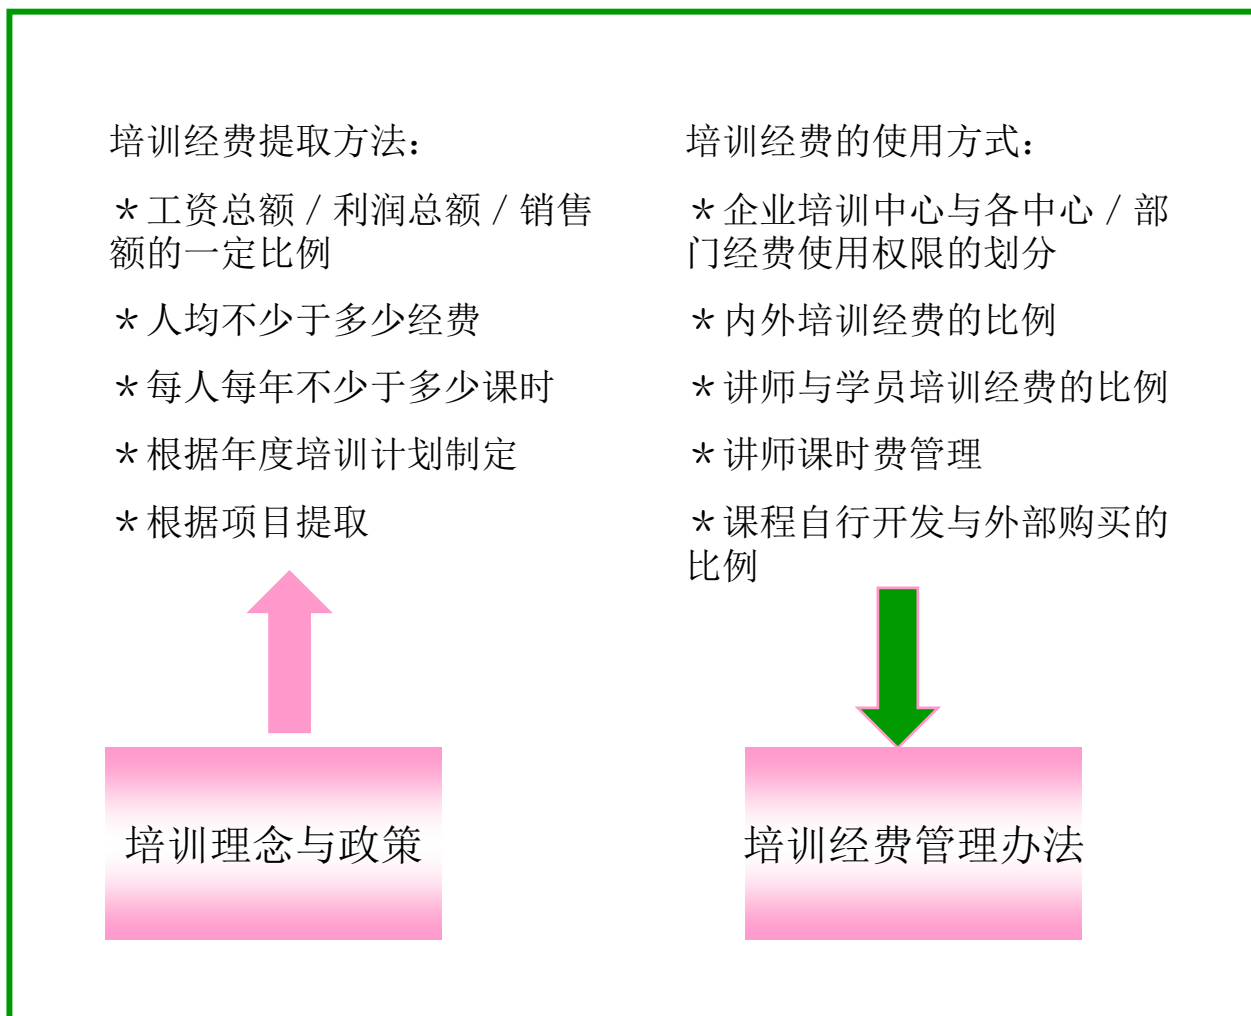 培训经费提取方法：
＊工资总额／利润总额／销售
额的一定比例
＊人均不少于多少经费
＊每人每年不少于多少课时
＊根据年度培训计划制定
＊根据项目提取
培训理念与政策
培训经费的使用方式：
＊企业培训中心与各中心／部
门经费使用权限的划分
＊内外培训经费的比例
＊讲师与学员培训经费的比例
＊讲师课时费管理
＊课程自行开发与外部购买的
比例
培训经费管理办法